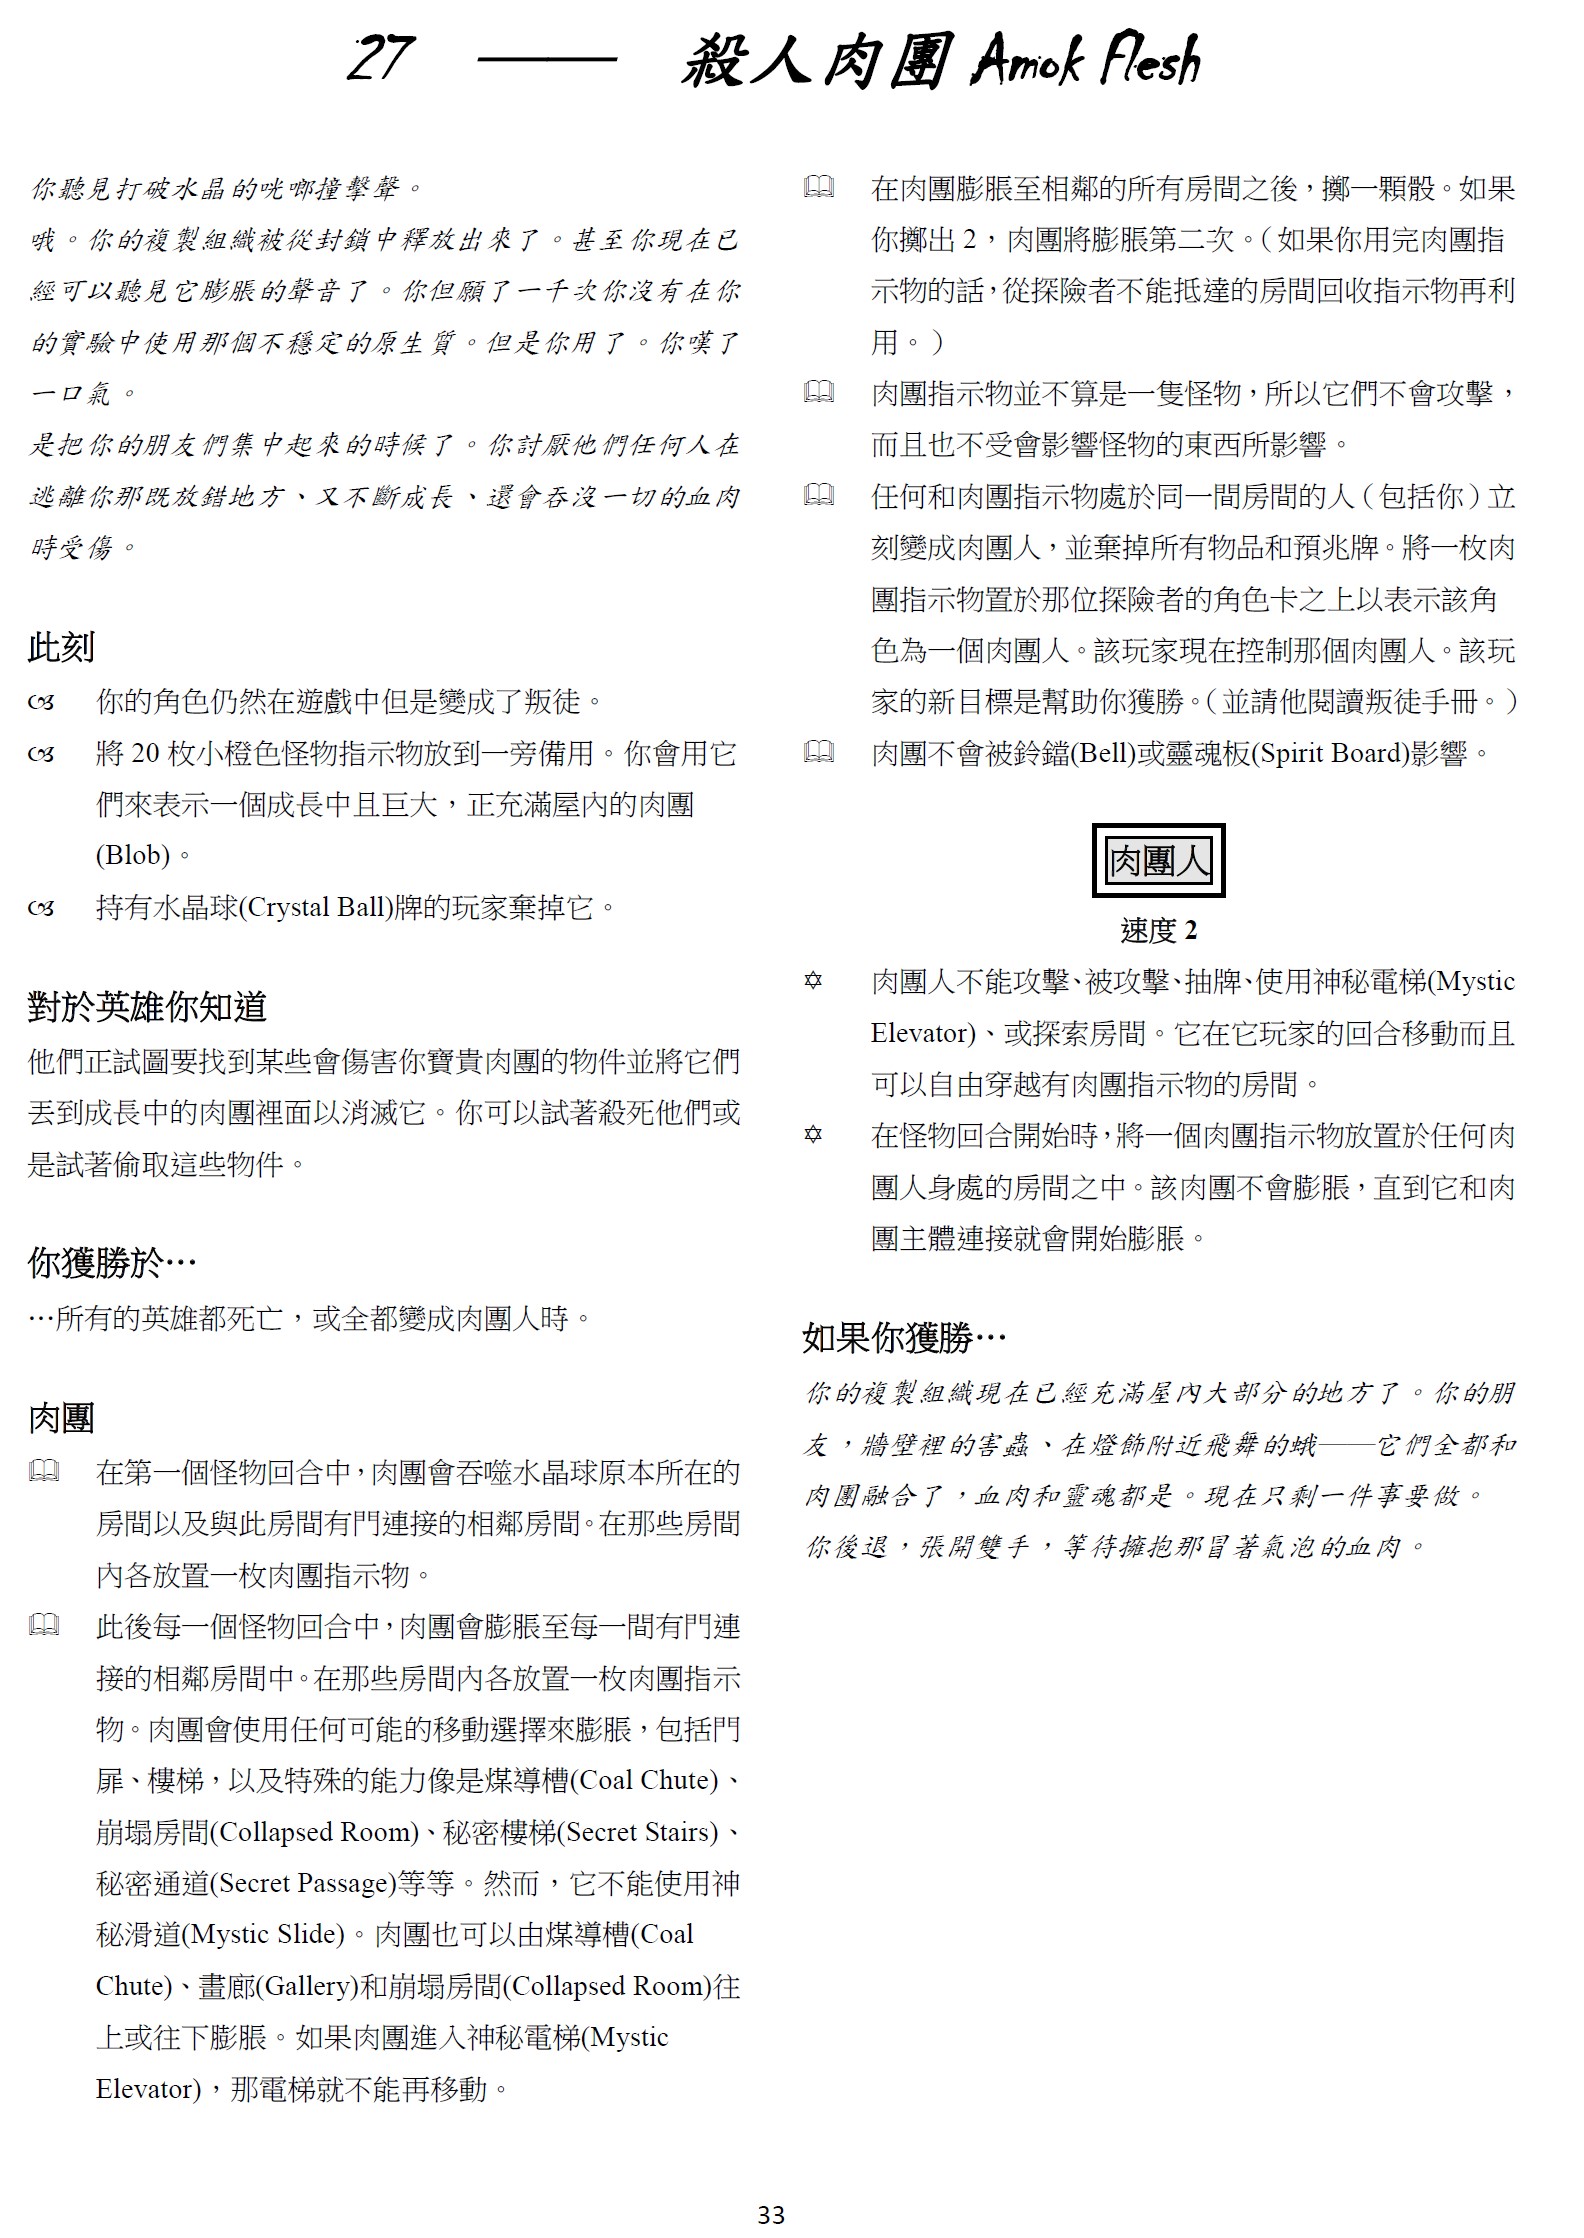 27 —— 殺人肉團 Amok Flesh
你聽見打破水晶的咣啷撞擊聲。
哦。你的複製組織被從封鎖中釋放出來了。甚至你現在已
經可以聽見它膨脹的聲音了。你但願了一千次你沒有在你
的實驗中使用那個不穩定的原生質。但是你用了。你嘆了
一口氣。
是把你的朋友們集中起來的時候了。你討厭他們任何人在
逃離你那既放錯地方、又不斷成長、還會吞沒一切的血肉
時受傷。
此刻
你的角色仍然在遊戲中但是變成了叛徒。
將 20 枚小橙色怪物指示物放到一旁備用。你會用它
們來表示一個成長中且巨大，正充滿屋內的肉團
(Blob)。
持有水晶球(Crystal Ball)牌的玩家棄掉它。
對於英雄你知道
他們正試圖要找到某些會傷害你寶貴肉團的物件並將它們
丟到成長中的肉團裡面以消滅它。你可以試著殺死他們或
是試著偷取這些物件。
你獲勝於…
…所有的英雄都死亡，或全都變成肉團人時。
肉團
在第一個怪物回合中，肉團會吞噬水晶球原本所在的
房間以及與此房間有門連接的相鄰房間。在那些房間
內各放置一枚肉團指示物。
此後每一個怪物回合中，肉團會膨脹至每一間有門連
接的相鄰房間中。在那些房間內各放置一枚肉團指示
物。肉團會使用任何可能的移動選擇來膨脹，包括門
扉、樓梯，以及特殊的能力像是煤導槽(Coal Chute)、
崩塌房間(Collapsed Room)、秘密樓梯(Secret Stairs)、
秘密通道(Secret Passage)等等。然而，它不能使用神
秘滑道(Mystic Slide)。肉團也可以由煤導槽(Coal
Chute)、畫廊(Gallery)和崩塌房間(Collapsed Room)往
上或往下膨脹。如果肉團進入神秘電梯(Mystic
Elevator)，那電梯就不能再移動。
在肉團膨脹至相鄰的所有房間之後，擲一顆骰。如果
你擲出 2，肉團將膨脹第二次。（如果你用完肉團指
示物的話，從探險者不能抵達的房間回收指示物再利
用。）
肉團指示物並不算是一隻怪物，所以它們不會攻擊，
而且也不受會影響怪物的東西所影響。
任何和肉團指示物處於同一間房間的人（包括你）立
刻變成肉團人，並棄掉所有物品和預兆牌。將一枚肉
團指示物置於那位探險者的角色卡之上以表示該角
色為一個肉團人。該玩家現在控制那個肉團人。該玩
家的新目標是幫助你獲勝。（並請他閱讀叛徒手冊。）
肉團不會被鈴鐺(Bell)或靈魂板(Spirit Board)影響。
肉團人
速度 2
肉團人不能攻擊、被攻擊、抽牌、使用神秘電梯(Mystic
Elevator)、或探索房間。它在它玩家的回合移動而且
可以自由穿越有肉團指示物的房間。
在怪物回合開始時，將一個肉團指示物放置於任何肉
團人身處的房間之中。該肉團不會膨脹，直到它和肉
團主體連接就會開始膨脹。
如果你獲勝…
你的複製組織現在已經充滿屋內大部分的地方了。你的朋
友，牆壁裡的害蟲、在燈飾附近飛舞的蛾——它們全都和
肉團融合了，血肉和靈魂都是。現在只剩一件事要做。
你後退，張開雙手，等待擁抱那冒著氣泡的血肉。
33